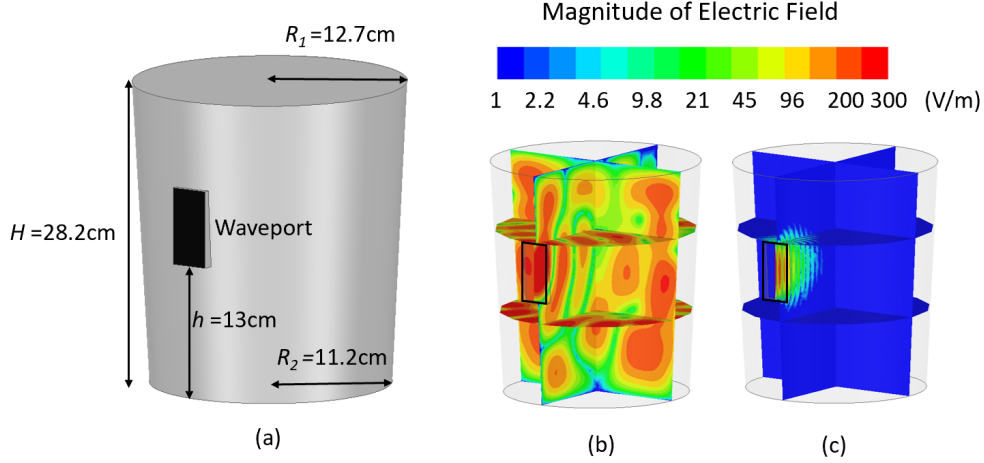 R₁ =12.7cm
H =28.2cm
Waveport
h =13cm
R₂ =11.2cm
(a)
Magnitude of Electric Field
1 2.2 4.6 9.8 21 45 96 200 300 (V/m)
(b)
(c)